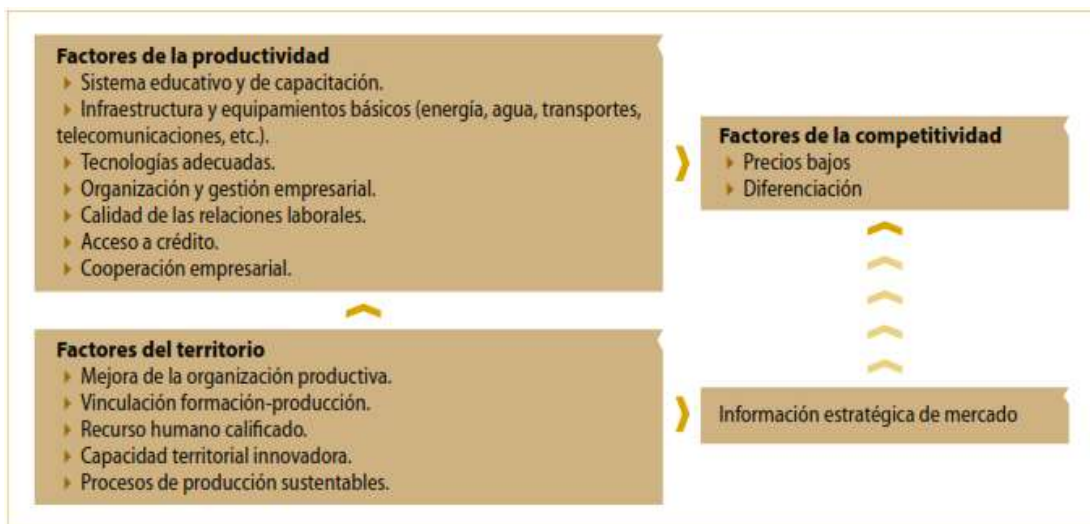 Factores de la productividad
Sistema educativo y de capacitación.
Infraestructura y equipamientos básicos (energía, agua, transportes,
telecomunicaciones, etc.).
Tecnologías adecuadas.
Organización y gestión empresarial.
Calidad de las relaciones laborales.
Acceso a crédito.
Cooperación empresarial.
Factores de la competitividad
Precios bajos
Diferenciación
Factores del territorio
Mejora de la organización productiva.
Vinculación formación-producción.
Recurso humano calificado.
Capacidad territorial innovadora.
Procesos de producción sustentables.
Información estratégica de mercado